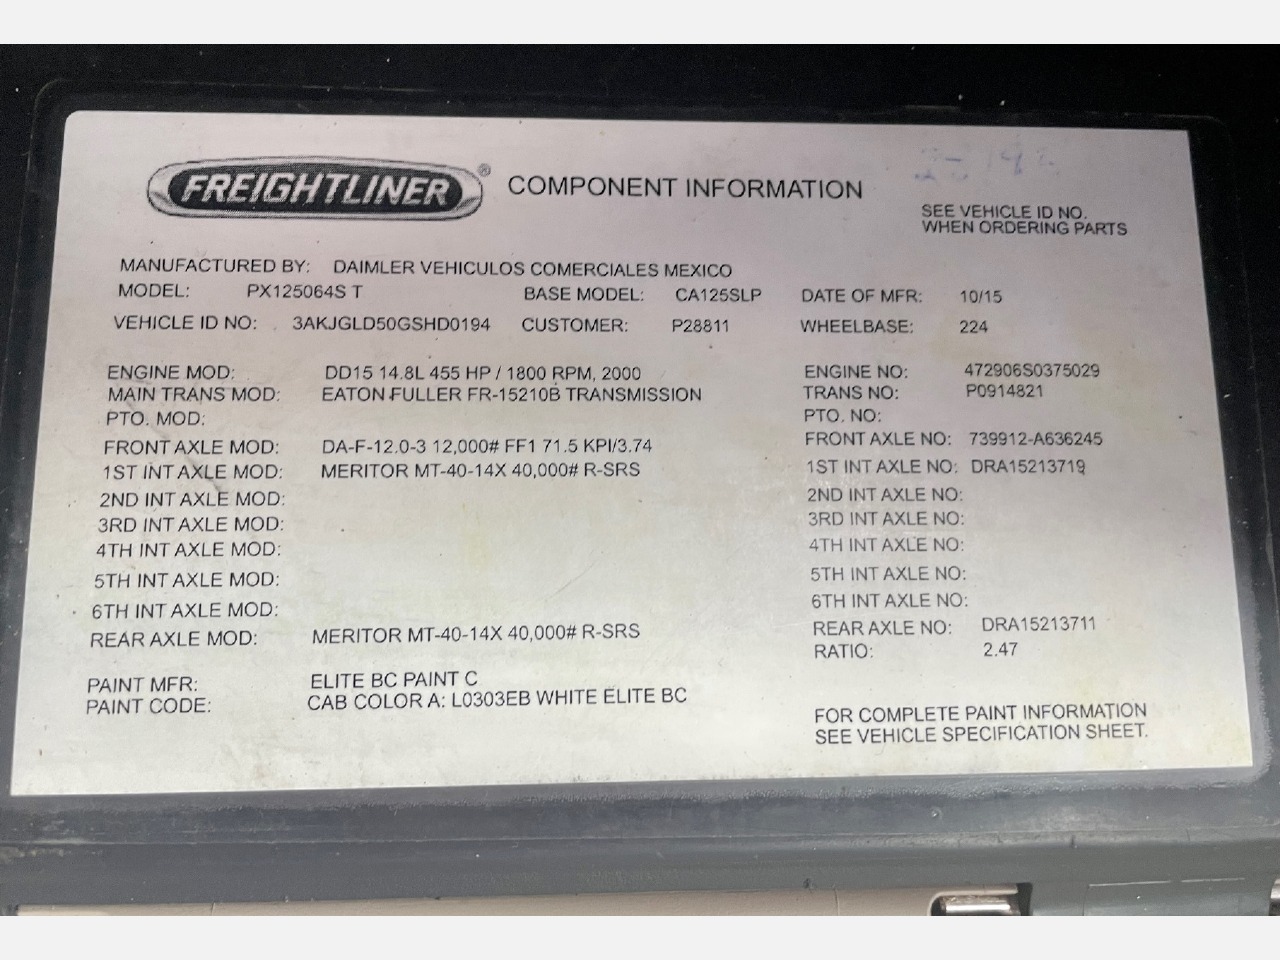 FREIGHTLINER® COMPONENT INFORMATION
SEE VEHICLE ID NO.
WHEN ORDERING PARTS
MANUFACTURED BY: DAIMLER VEHICULOS COMERCIALES MEXICO
MODEL: PX125064S T BASE MODEL: CA125SLP DATE OF MFR: 10/15
VEHICLE ID NO: 3AKJGLD50GSHD0194 CUSTOMER: P28811 WHEELBASE: 224
ENGINE MOD: DD15 14.8L 455 HP / 1800 RPM, 2000 ENGINE NO: 472906S0375029
MAIN TRANS MOD: EATON FULLER FR-15210B TRANSMISSION TRANS NO: P0914821
PTO. MOD: PTO. NO:
FRONT AXLE MOD: DA-F-12.0-3 12,000# FF1 71.5 KPI/3.74 FRONT AXLE NO: 739912-A636245
1ST INT AXLE MOD: MERITOR MT-40-14X 40,000# R-SRS 1ST INT AXLE NO: DRA15213719
2ND INT AXLE MOD: 2ND INT AXLE NO:
3RD INT AXLE MOD: 3RD INT AXLE NO:
4TH INT AXLE MOD: 4TH INT AXLE NO:
5TH INT AXLE MOD: 5TH INT AXLE NO:
6TH INT AXLE MOD: 6TH INT AXLE NO:
REAR AXLE MOD: MERITOR MT-40-14X 40,000# R-SRS REAR AXLE NO: DRA15213711
RATIO: 2.47
PAINT MFR: ELITE BC PAINT C
PAINT CODE: CAB COLOR A: L0303EB WHITE ELITE BC
FOR COMPLETE PAINT INFORMATION
SEE VEHICLE SPECIFICATION SHEET.